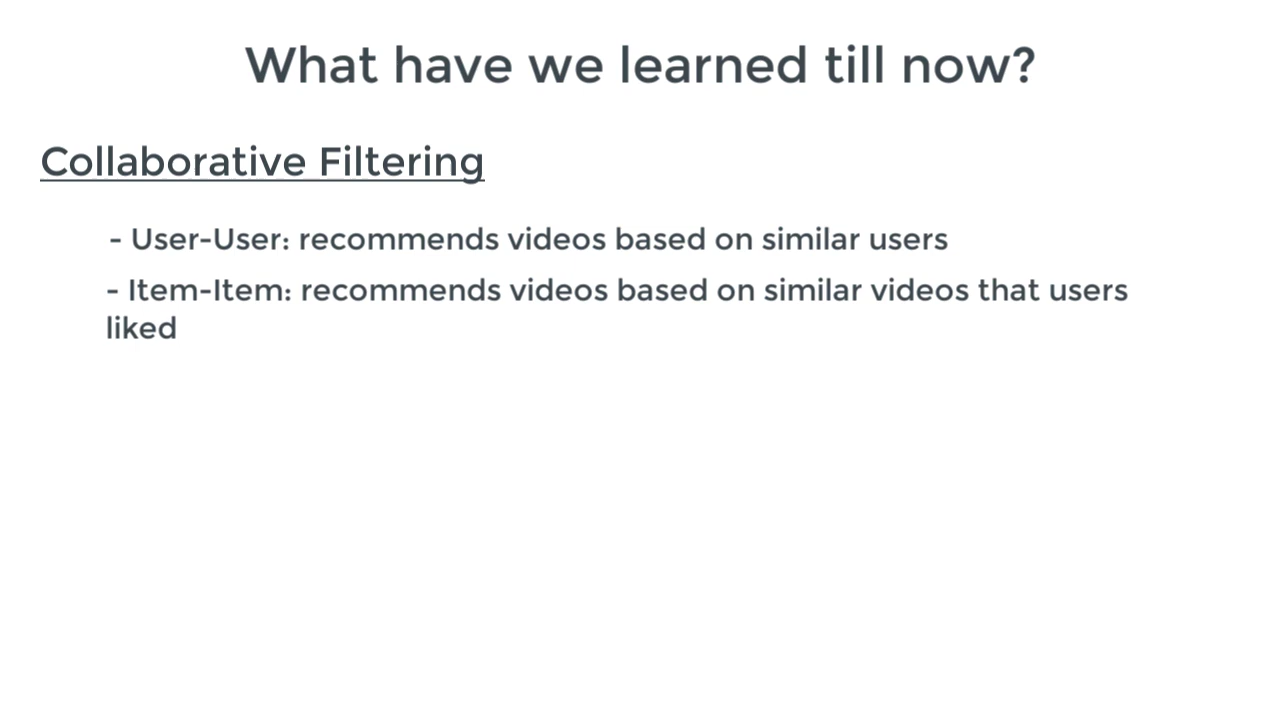 What have we learned till now?
Collaborative Filtering
- User-User: recommends videos based on similar users
- Item-Item: recommends videos based on similar videos that users
liked